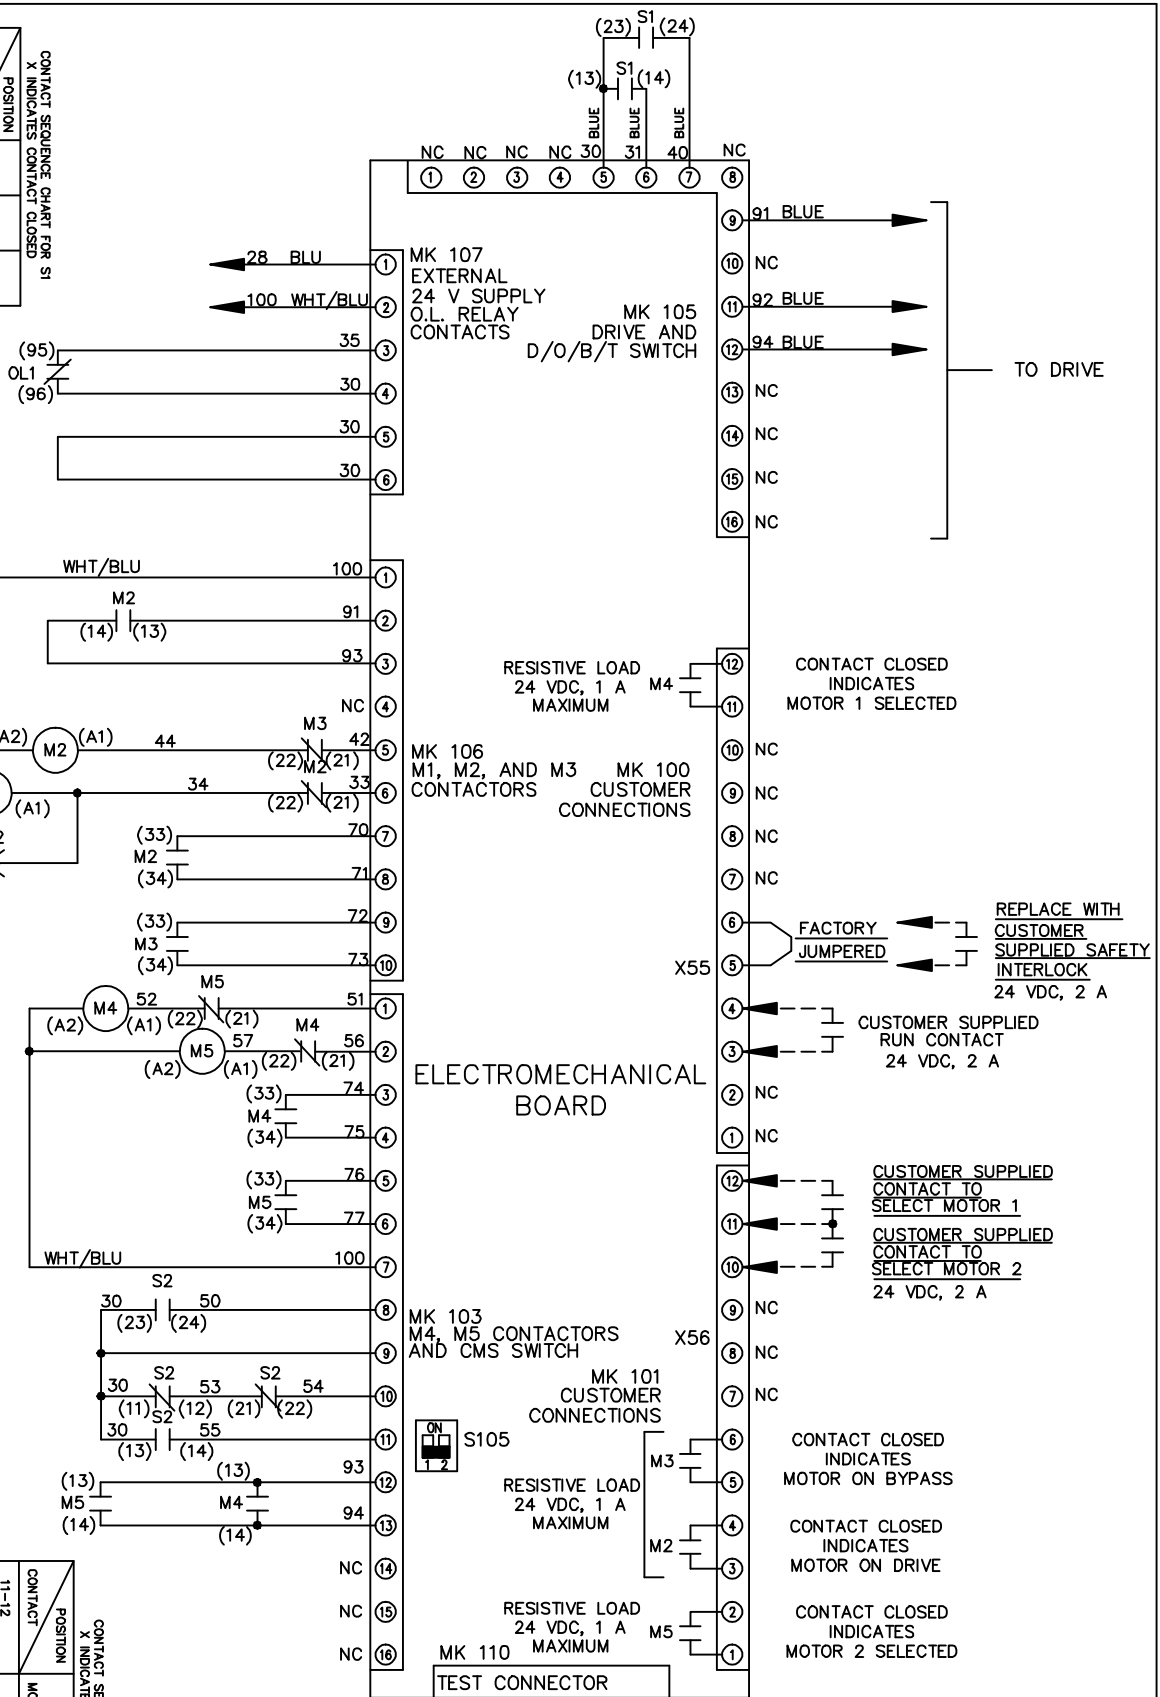 CONTACT SEQUENCE CHART FOR S1
X INDICATES CONTACT CLOSED
POSITION
(23) S1 (24)
(13) S1 (14)
BLUE BLUE BLUE
NC NC NC NC 30 31 40 NC
1 2 3 4 5 6 7 8
9 91 BLUE
10 NC
11 92 BLUE
12 94 BLUE
13 NC
14 NC
15 NC
16 NC
TO DRIVE
MK 105
DRIVE AND
D/O/B/T SWITCH
28 BLU 1
100 WHT/BLU 2
35 3
30 4
30 5
30 6
(95)
OL1
(96)
MK 107
EXTERNAL
24 V SUPPLY
O.L. RELAY
CONTACTS
WHT/BLU 100 1
M2
(14) (13)
91 2
93 3
NC 4
A2) M2 (A1) 44 M3 (22) (21) 42 5
(A1) 34 M2 (22) (21) 33 6
2
(33)
M2
(34)
70 7
71 8
(33)
M3
(34)
72 9
73 10
MK 106
M1, M2, AND M3
CONTACTORS
MK 100
CUSTOMER
CONNECTIONS
RESISTIVE LOAD
24 VDC, 1 A
MAXIMUM
M4
12
11
CONTACT CLOSED
INDICATES
MOTOR 1 SELECTED
10 NC
9 NC
8 NC
7 NC
6
X55 5
FACTORY
JUMPERED
REPLACE WITH
CUSTOMER
SUPPLIED SAFETY
INTERLOCK
24 VDC, 2 A
4
3
CUSTOMER SUPPLIED
RUN CONTACT
24 VDC, 2 A
2 NC
1 NC
(A2) M4 (A1) 52 M5 (22) (21) 51 1
(A2) M5 (A1) 57 M4 (22) (21) 56 2
(33)
M4
(34)
74 3
75 4
(33)
M5
(34)
76 5
77 6
WHT/BLU 100 7
ELECTROMECHANICAL
BOARD
12
11
10
CUSTOMER SUPPLIED
CONTACT TO
SELECT MOTOR 1
CUSTOMER SUPPLIED
CONTACT TO
SELECT MOTOR 2
24 VDC, 2 A
9 NC
X56
8 NC
7 NC
30 S2 50 8
(23) (24)
9
30 S2 53 S2 54 10
(11) (12) (21) (22)
30 S2 55 11
(13) (14)
MK 103
M4, M5 CONTACTORS
AND CMS SWITCH
MK 101
CUSTOMER
CONNECTIONS
ON
1 2
S105
(13) (13) 93 12
M5 M4
(14) (14) 94 13
NC 14
NC 15
NC 16
RESISTIVE LOAD
24 VDC, 1 A
MAXIMUM
M3
6
5
CONTACT CLOSED
INDICATES
MOTOR ON BYPASS
M2
4
3
CONTACT CLOSED
INDICATES
MOTOR ON DRIVE
RESISTIVE LOAD
24 VDC, 1 A
MAXIMUM
M5
2
1
CONTACT CLOSED
INDICATES
MOTOR 2 SELECTED
MK 110
TEST CONNECTOR
CONTACT SE
X INDICATE
POSITION
CONTACT
11-12
MO